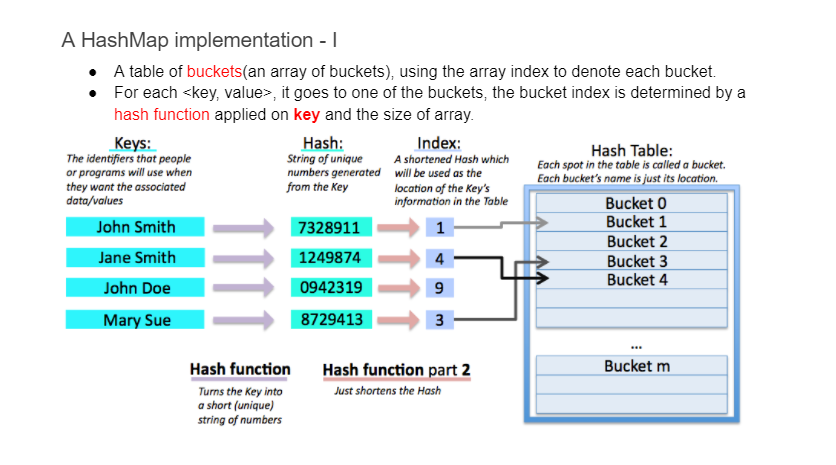 A HashMap implementation - I
● A table of buckets(an array of buckets), using the array index to denote each bucket.
● For each <key, value>, it goes to one of the buckets, the bucket index is determined by a
hash function applied on key and the size of array.
Keys:
The identifiers that people
or programs will use when
they want the associated
data/values
Hash:
String of unique
numbers generated
from the Key
Index:
A shortened Hash which
will be used as the
location of the Key's
information in the Table
Hash Table:
Each spot in the table is called a bucket.
Each bucket's name is just its location.
John Smith
7328911
1
Jane Smith
1249874
4
John Doe
0942319
9
Mary Sue
8729413
3
Bucket 0
Bucket 1
Bucket 2
Bucket 3
Bucket 4
...
Bucket m
Hash function
Turns the Key into
a short (unique)
string of numbers
Hash function part 2
Just shortens the Hash